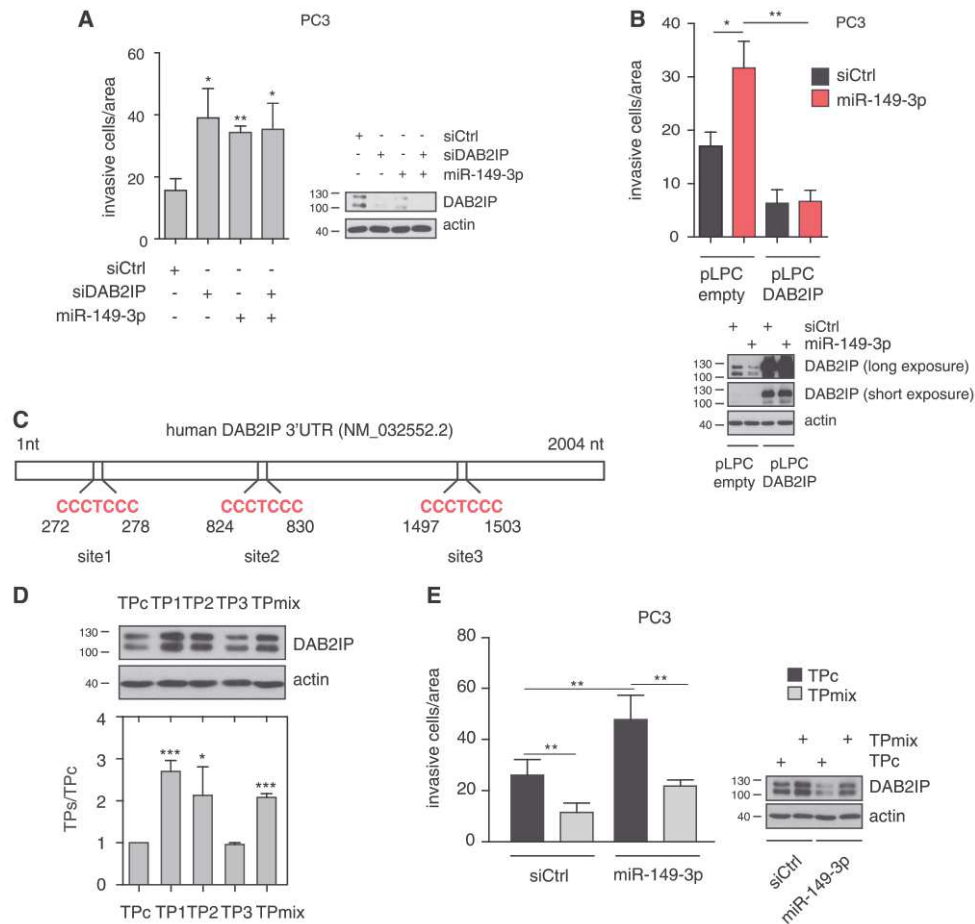 A
PC3
invasive cells/area
60
40
20
0
*
**
*
siCtrl + - - -
siDAB2IP - + - +
miR-149-3p - - + +
+ - - - siCtrl
- + - + siDAB2IP
- - + + miR-149-3p
130
100
DAB2IP
40
actin
B
PC3
* **
invasive cells/area
40
30
20
10
0
siCtrl
miR-149-3p
pLPC
empty
pLPC
DAB2IP
+ + siCtrl
+ + miR-149-3p
130
100
DAB2IP (long exposure)
130
100
DAB2IP (short exposure)
40
actin
pLPC
empty
pLPC
DAB2IP
C
human DAB2IP 3'UTR (NM_032552.2)
1nt
2004 nt
CCCTCCC CCCTCCC CCCTCCC
272 278 824 830 1497 1503
site1 site2 site3
D
TPc TP1 TP2 TP3 TPmix
130
100
DAB2IP
40
actin
TPs/TPc
4
3
2
1
0
*** * ***
TPc TP1 TP2 TP3 TPmix
E
PC3
invasive cells/area
80
60
40
20
0
** ** **
siCtrl miR-149-3p
TPc
TPmix
+ + TPmix
+ + TPc
130
100
DAB2IP
40
actin
siCtrl
miR-149-3p